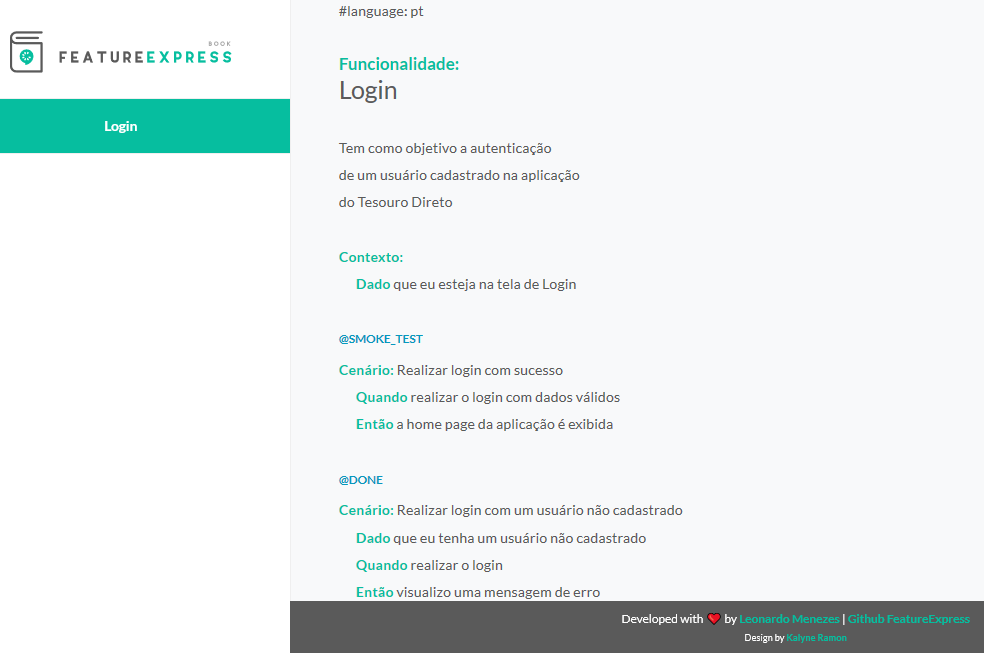 BOOK
FEATUREEXPRESS
Login
#language: pt
Funcionalidade:
Login
Tem como objetivo a autenticação
de um usuário cadastrado na aplicação
do Tesouro Direto
Contexto:
Dado que eu esteja na tela de Login
@SMOKE_TEST
Cenário: Realizar login com sucesso
Quando realizar o login com dados válidos
Então a home page da aplicação é exibida
@DONE
Cenário: Realizar login com um usuário não cadastrado
Dado que eu tenha um usuário não cadastrado
Quando realizar o login
Então visualizo uma mensagem de erro
Developed with ❤ by Leonardo Menezes | Github FeatureExpress
Design by Kalyne Ramon